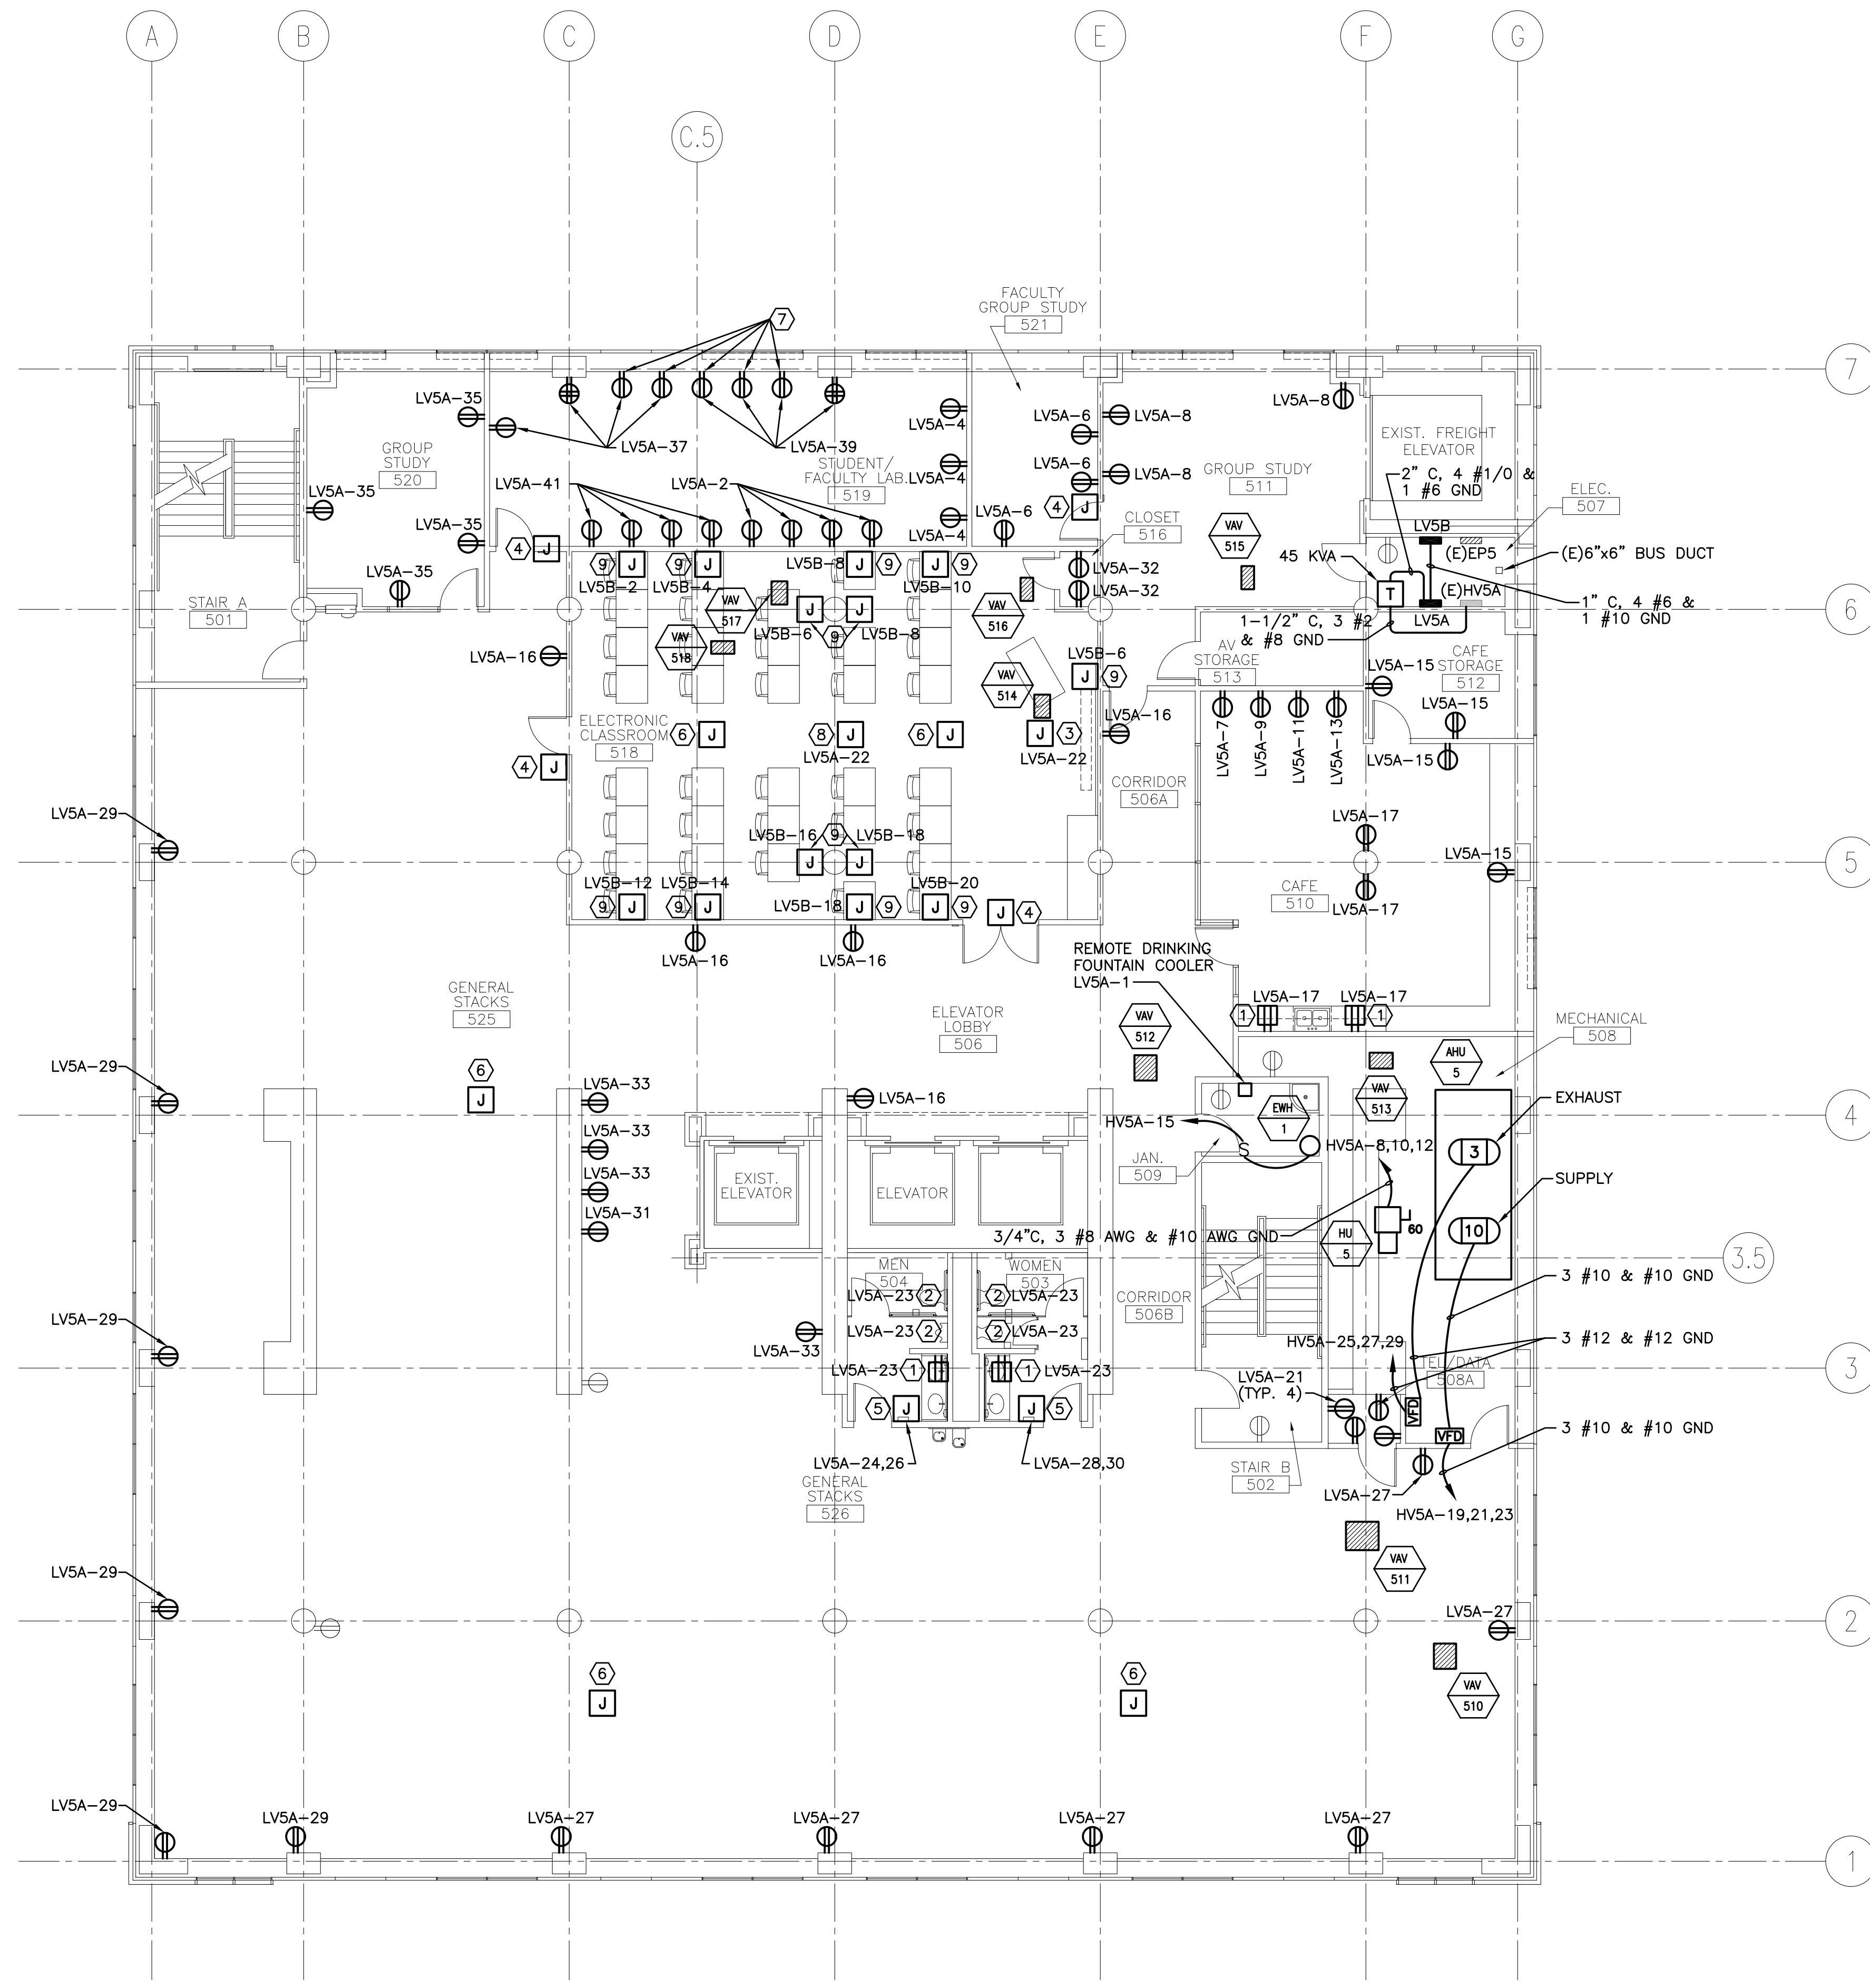 A
B
C
D
E
F
G
C.5
7
FACULTY
GROUP STUDY
521
7
LV5A-35
LV5A-37
LV5A-39
LV5A-4
LV5A-6
LV5A-8
LV5A-8
EXIST. FREIGHT
ELEVATOR
GROUP
STUDY
520
STUDENT/
FACULTY LAB.
519
LV5A-4
LV5A-6
LV5A-8
GROUP STUDY
511
2" C, 4 #1/0 &
1 #6 GND
LV5A-35
LV5A-41
LV5A-2
LV5A-4
LV5A-6
4
J
CLOSET
516
ELEC.
507
LV5A-35
4
J
VAV
515
LV5B
(E)EP5
(E)6"x6" BUS DUCT
45 KVA
LV5A-35
9
J
9
J
LV5B-8
J
9
J
9
LV5A-32
LV5A-32
LV5B-2
LV5B-4
LV5B-10
T
(E)HV5A
STAIR A
501
VAV
517
J
J
VAV
516
LV5A
1" C, 4 #6 &
1 #10 GND
6
LV5B-6
9
LV5B-8
1-1/2" C, 3 #2
& #8 GND
VAV
518
LV5A-16
LV5B-6
J
9
VAV
514
AV
STORAGE
513
LV5A-15
CAFE
STORAGE
512
LV5A-15
ELECTRONIC
CLASSROOM
518
6
J
8
J
6
J
J
3
LV5A-16
LV5A-22
LV5A-22
LV5A-7
LV5A-9
LV5A-11
LV5A-13
LV5A-15
4
J
CORRIDOR
506A
LV5A-29
LV5A-17
LV5B-16
9
LV5B-18
J
J
LV5A-15
5
LV5B-12
LV5B-14
LV5B-20
CAFE
510
9
J
9
J
LV5B-18
J
9
J
9
J
4
LV5A-17
LV5A-16
LV5A-16
REMOTE DRINKING
FOUNTAIN COOLER
LV5A-1
GENERAL
STACKS
525
ELEVATOR
LOBBY
506
LV5A-17
LV5A-17
1
1
VAV
512
MECHANICAL
508
LV5A-29
6
J
AHU
5
LV5A-33
LV5A-16
VAV
513
EXHAUST
EWH
1
HV5A-15
4
LV5A-33
S
HV5A-8,10,12
3
JAN.
509
EXIST.
ELEVATOR
ELEVATOR
LV5A-33
SUPPLY
LV5A-31
3/4"C, 3 #8 AWG & #10 AWG GND
HU
5
60
10
3.5
MEN
504
WOMEN
503
3 #10 & #10 GND
LV5A-23
2
2
LV5A-23
CORRIDOR
506B
LV5A-29
LV5A-33
LV5A-23
2
2
LV5A-23
HV5A-25,27,29
3 #12 & #12 GND
LV5A-23
1
1
LV5A-23
TEL/DATA
508A
3
LV5A-21
(TYP. 4)
5
J
J
5
VFD
VFD
3 #10 & #10 GND
LV5A-24,26
LV5A-28,30
GENERAL
STACKS
526
STAIR B
502
LV5A-27
HV5A-19,21,23
VAV
511
LV5A-29
LV5A-27
2
6
J
6
J
VAV
510
LV5A-29
LV5A-29
LV5A-27
LV5A-27
LV5A-27
LV5A-27
1